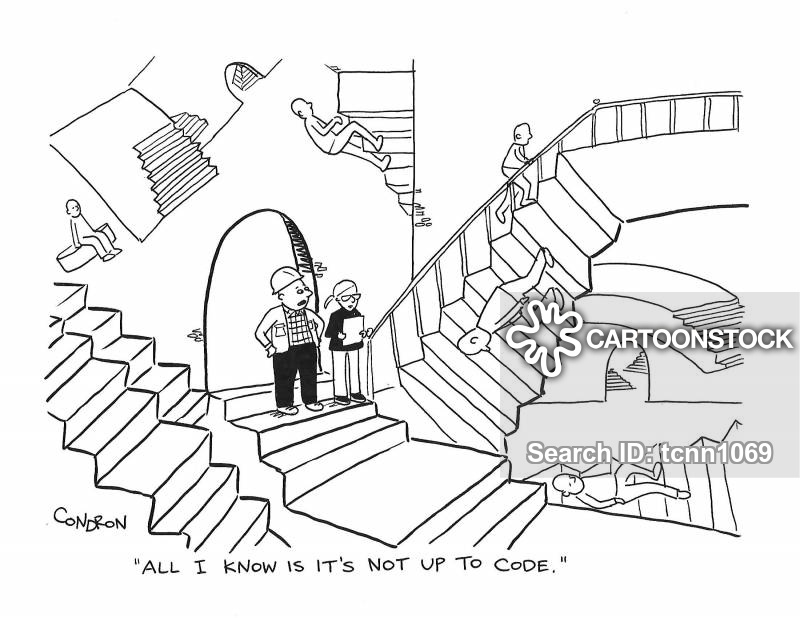 CARTOONSTOCK
Search ID: tcnn1069
CONDRON
"ALL I KNOW IS IT'S NOT UP TO CODE."